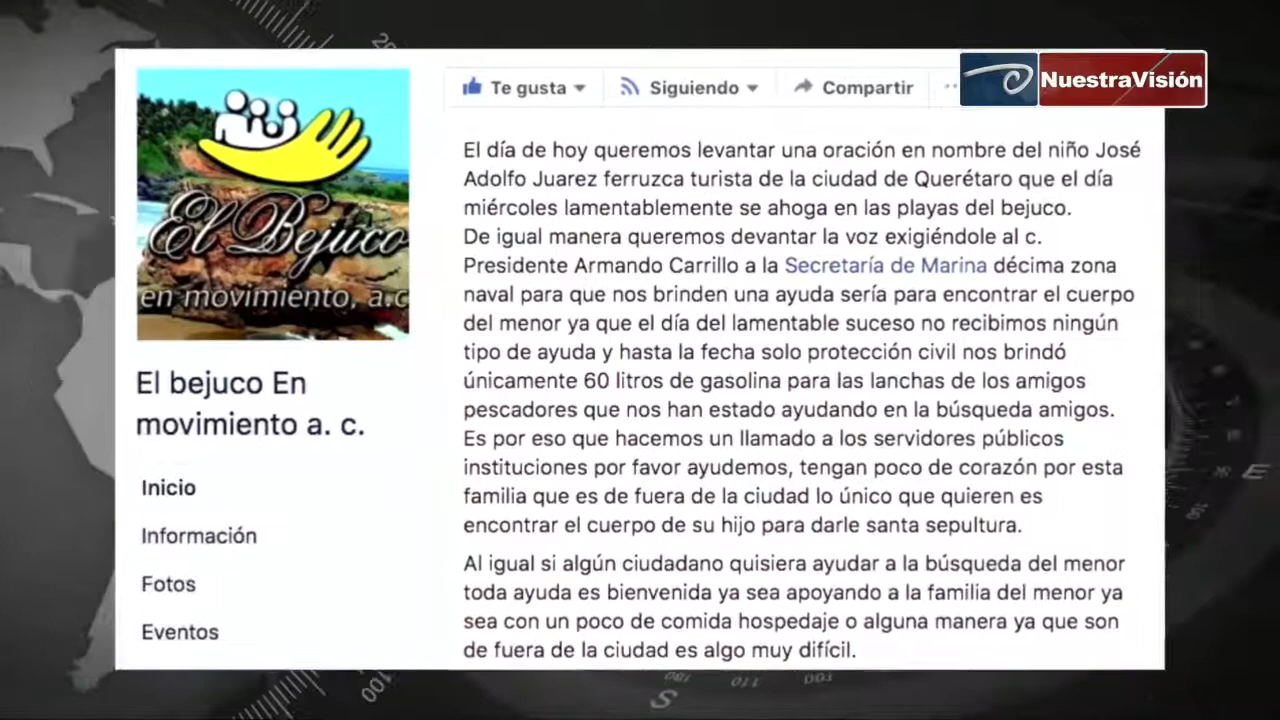 NuestraVisión
Te gusta
Siguiendo
Compartir
El Bejuco
en movimiento, a.c
El bejuco En
movimiento a. c.
Inicio
Información
Fotos
Eventos
El día de hoy queremos levantar una oración en nombre del niño José
Adolfo Juarez ferruzca turista de la ciudad de Querétaro que el día
miércoles lamentablemente se ahoga en las playas del bejuco.
De igual manera queremos devantar la voz exigiéndole al c.
Presidente Armando Carrillo a la Secretaría de Marina décima zona
naval para que nos brinden una ayuda sería para encontrar el cuerpo
del menor ya que el día del lamentable suceso no recibimos ningún
tipo de ayuda y hasta la fecha solo protección civil nos brindó
únicamente 60 litros de gasolina para las lanchas de los amigos
pescadores que nos han estado ayudando en la búsqueda amigos.
Es por eso que hacemos un llamado a los servidores públicos
instituciones por favor ayudemos, tengan poco de corazón por esta
familia que es de fuera de la ciudad lo único que quieren es
encontrar el cuerpo de su hijo para darle santa sepultura.
Al igual si algún ciudadano quisiera ayudar a la búsqueda del menor
toda ayuda es bienvenida ya sea apoyando a la familia del menor ya
sea con un poco de comida hospedaje o alguna manera ya que son
de fuera de la ciudad es algo muy difícil.
E
S
100